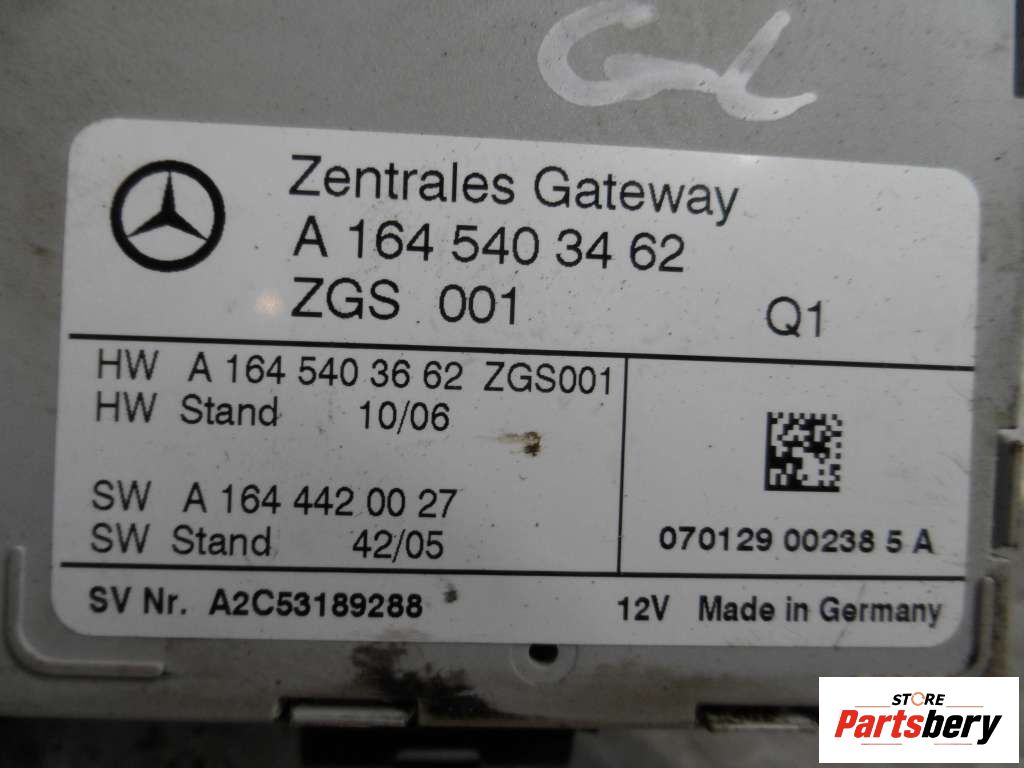 GL
Zentrales Gateway
A 164 540 34 62
ZGS 001 Q1
HW A 164 540 36 62 ZGS001
HW Stand 10/06
SW A 164 442 00 27
SW Stand 42/05
070129 00238 5 A
SV Nr. A2C53189288 12V Made in Germany
STORE
Partsbery